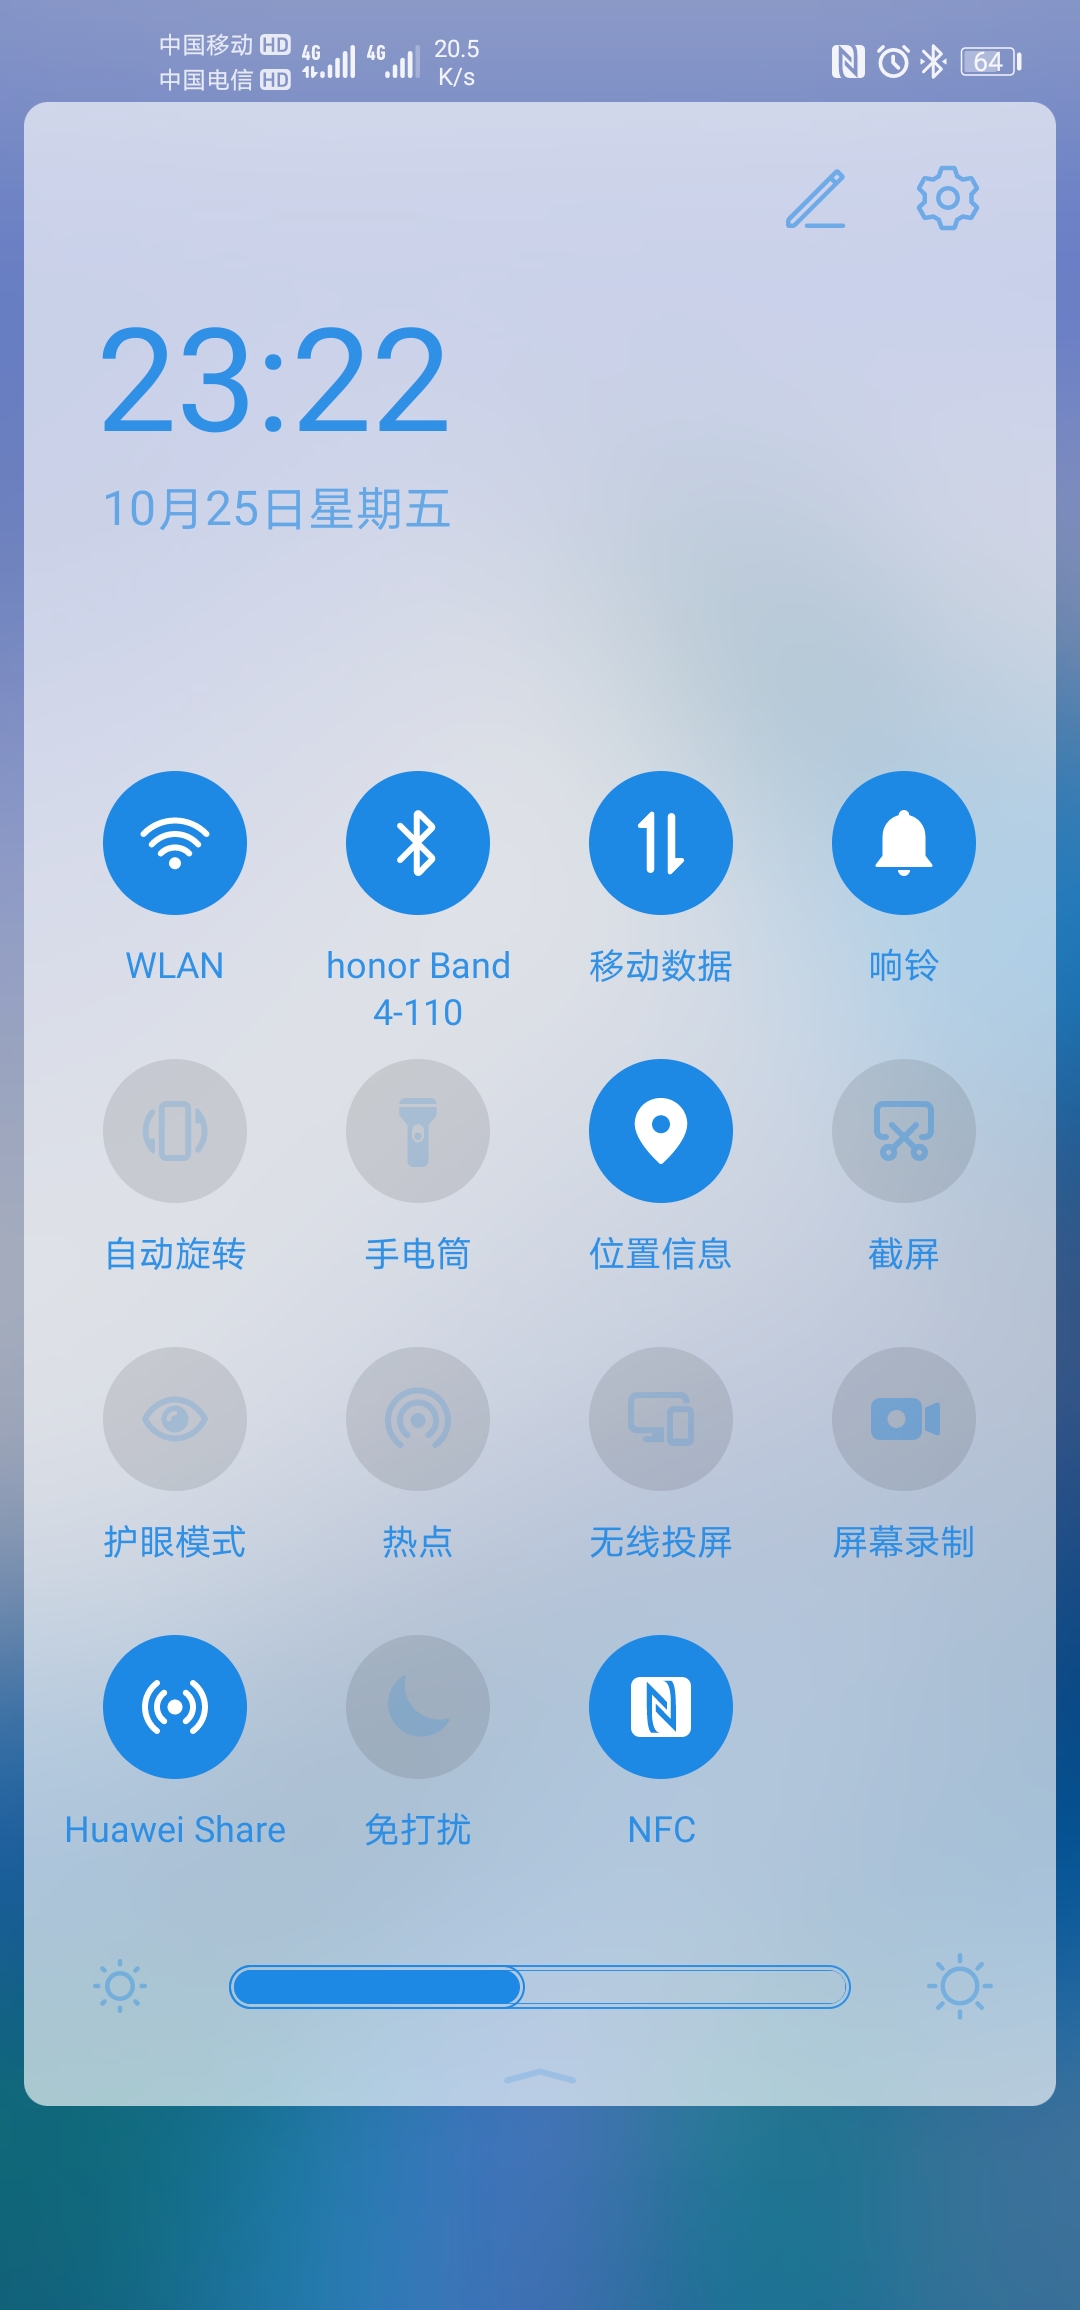 中国移动 HD 4G 4G 20.5
中国电信 HD K/s
64
23:22
10月25日星期五
WLAN
honor Band
4-110
移动数据
响铃
自动旋转
手电筒
位置信息
截屏
护眼模式
热点
无线投屏
屏幕录制
Huawei Share
免打扰
NFC